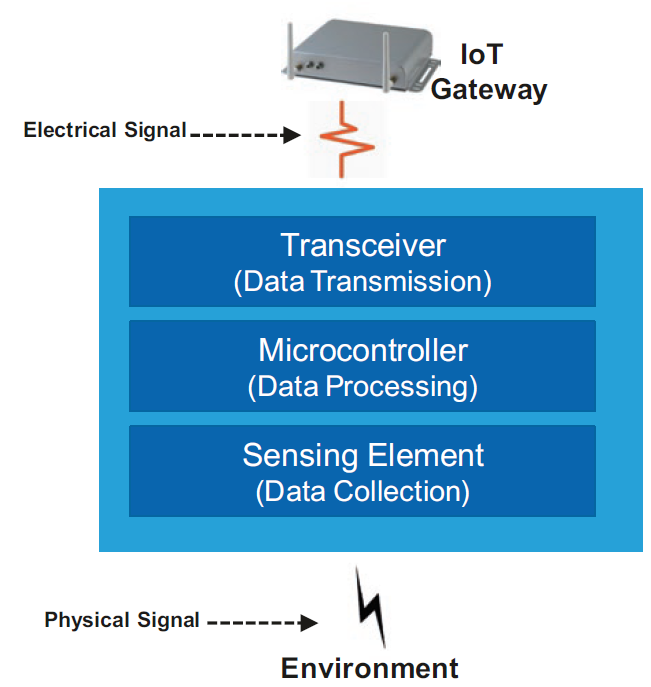 IoT
Gateway
Electrical Signal
Transceiver
(Data Transmission)
Microcontroller
(Data Processing)
Sensing Element
(Data Collection)
Physical Signal
Environment